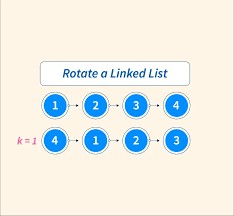 Rotate a Linked List
1 2 3 4
k = 1 4 1 2 3